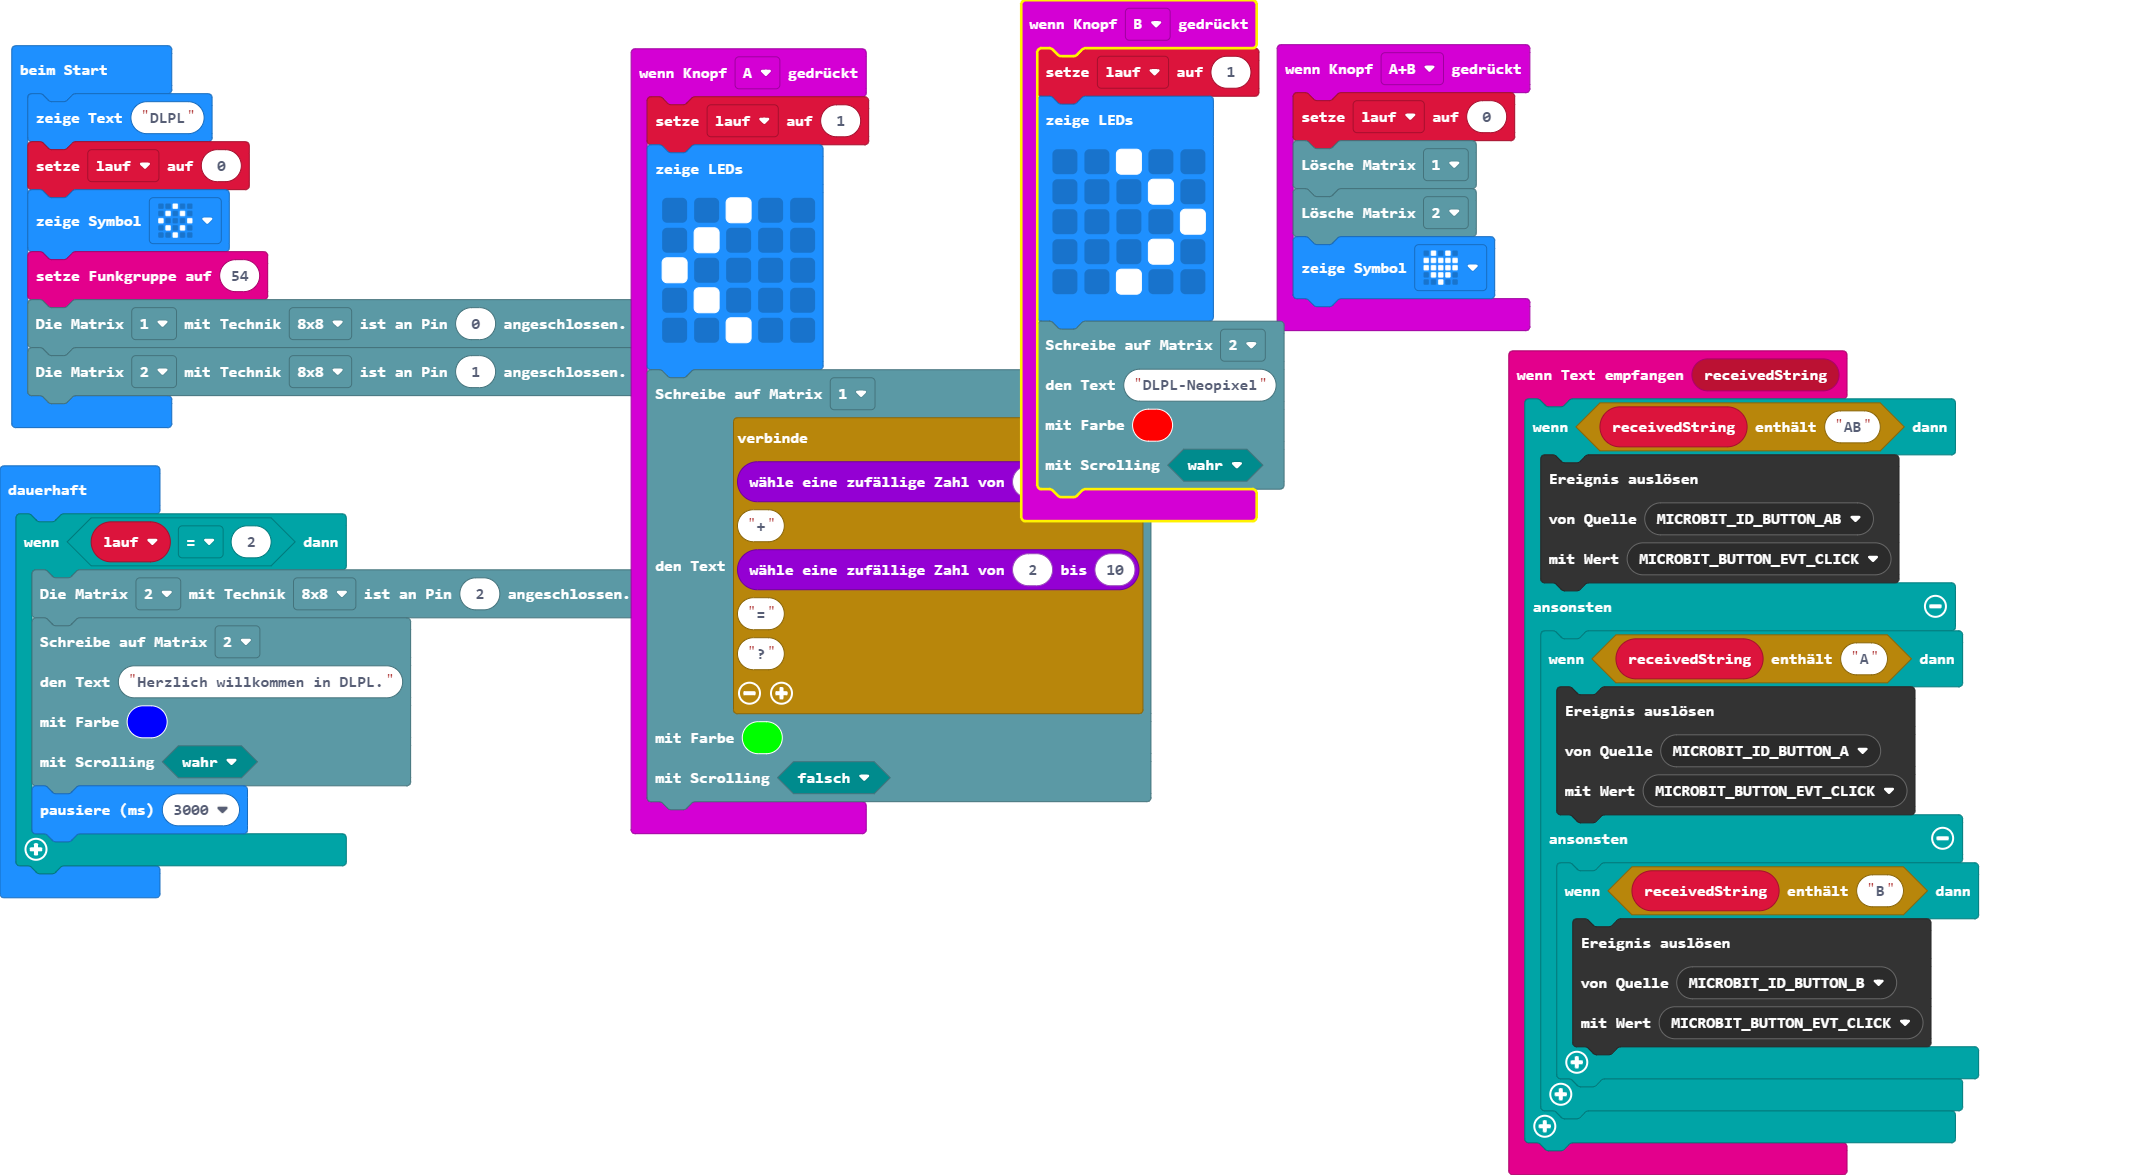 beim Start
zeige Text "DLPL"
setze lauf auf 0
zeige Symbol
setze Funkgruppe auf 54
Die Matrix 1 mit Technik 8x8 ist an Pin 0 angeschlossen.
Die Matrix 2 mit Technik 8x8 ist an Pin 1 angeschlossen.
dauerhaft
wenn lauf = 2 dann
Die Matrix 2 mit Technik 8x8 ist an Pin 2 angeschlossen.
Schreibe auf Matrix 2
den Text "Herzlich willkommen in DLPL."
mit Farbe
mit Scrolling wahr
pausiere (ms) 3000
wenn Knopf A gedrückt
setze lauf auf 1
zeige LEDs
Schreibe auf Matrix 1
verbinde
wähle eine zufällige Zahl von
"+"
den Text
wähle eine zufällige Zahl von 2 bis 10
"="
"?"
mit Farbe
mit Scrolling falsch
wenn Knopf B gedrückt
setze lauf auf 1
zeige LEDs
Schreibe auf Matrix 2
den Text "DLPL-Neopixel"
mit Farbe
mit Scrolling wahr
wenn Knopf A+B gedrückt
setze lauf auf 0
Lösche Matrix 1
Lösche Matrix 2
zeige Symbol
wenn Text empfangen receivedString
wenn receivedString enthält "AB" dann
Ereignis auslösen
von Quelle MICROBIT_ID_BUTTON_AB
mit Wert MICROBIT_BUTTON_EVT_CLICK
ansonsten
wenn receivedString enthält "A" dann
Ereignis auslösen
von Quelle MICROBIT_ID_BUTTON_A
mit Wert MICROBIT_BUTTON_EVT_CLICK
ansonsten
wenn receivedString enthält "B" dann
Ereignis auslösen
von Quelle MICROBIT_ID_BUTTON_B
mit Wert MICROBIT_BUTTON_EVT_CLICK